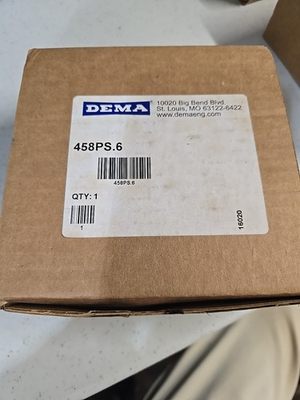 DEMA
10020 Big Bend Blvd.
St. Louis, MO 63122-6422
www.demaeng.com
458PS.6
458PS.6
QTY: 1
1
16020